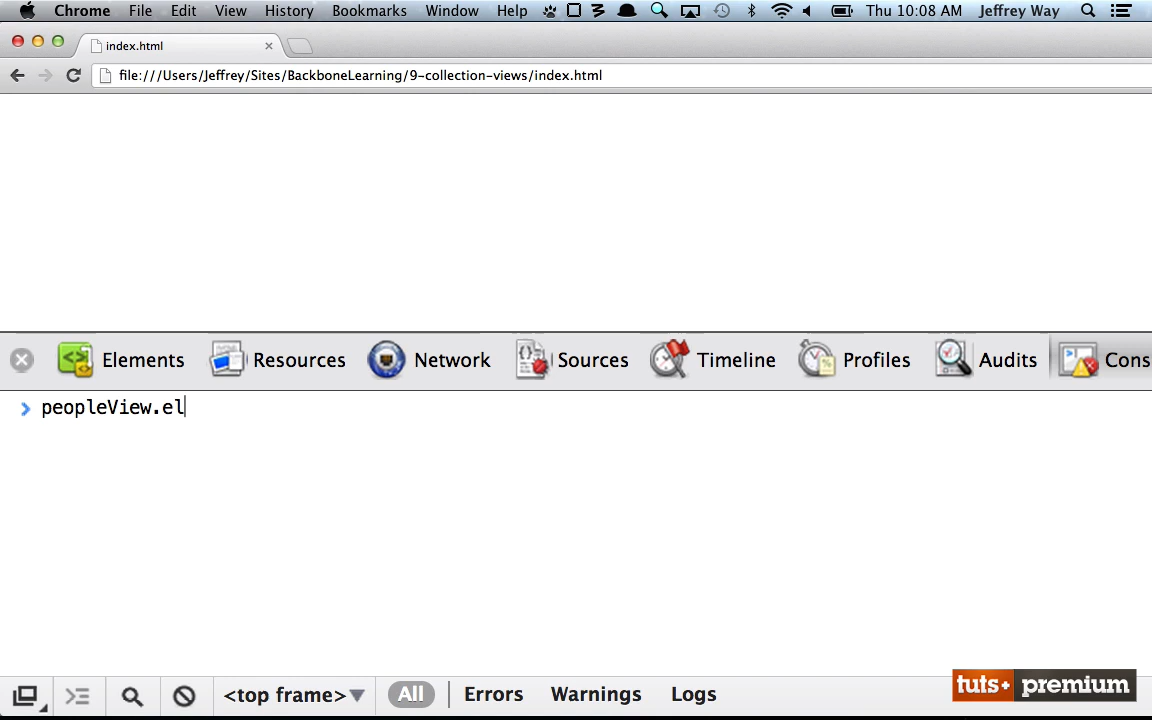 Chrome File Edit View History Bookmarks Window Help Thu 10:08 AM Jeffrey Way
index.html
file:///Users/Jeffrey/Sites/BackboneLearning/9-collection-views/index.html
Elements Resources Network Sources Timeline Profiles Audits Cons
peopleView.el
<top frame> All Errors Warnings Logs
tuts+ premium